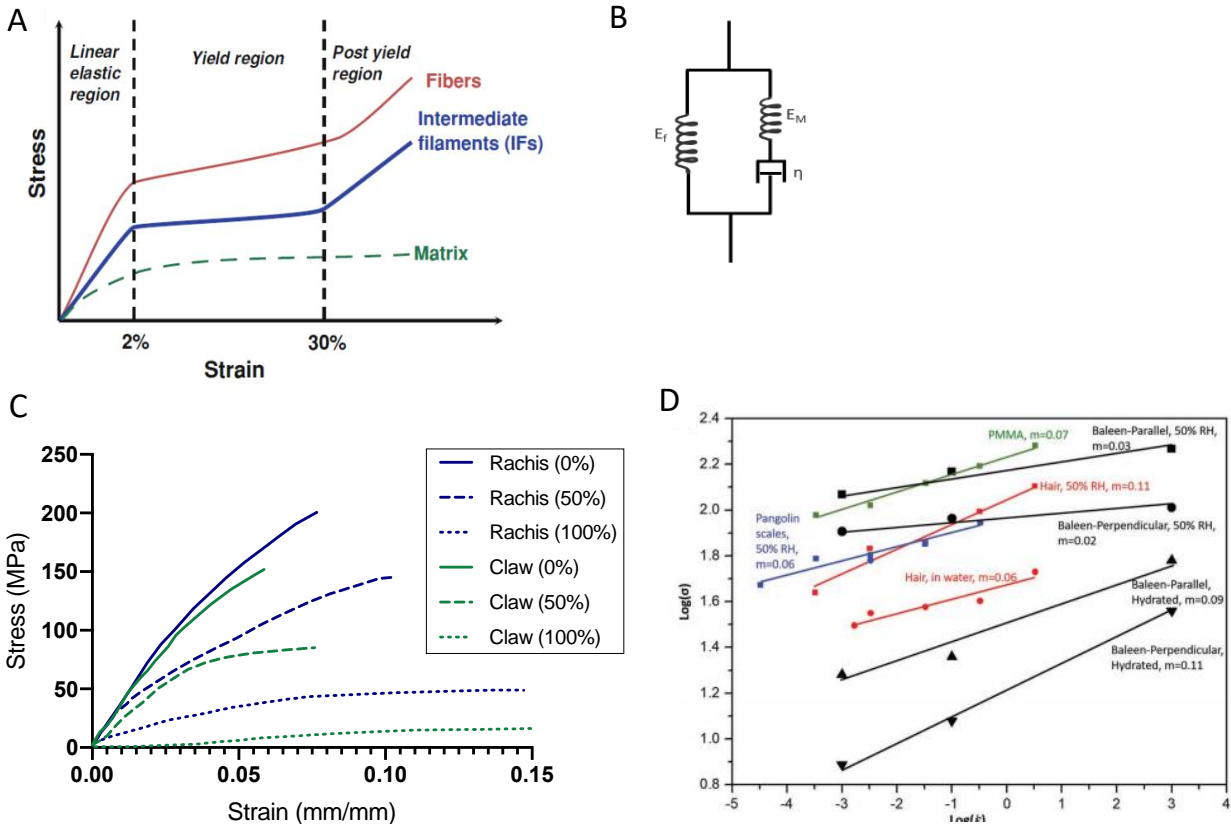 A
Linear
elastic
region
Yield region
Post yield
region
Fibers
Intermediate
filaments (IFs)
Matrix
Stress
2%
30%
Strain
B
E_f
E_M
η
C
250
200
150
100
50
0
0.00
0.05
0.10
0.15
Stress (MPa)
Strain (mm/mm)
Rachis (0%)
Rachis (50%)
Rachis (100%)
Claw (0%)
Claw (50%)
Claw (100%)
D
2.4
2.2
2.0
1.8
1.6
1.4
1.2
1.0
0.8
Log(σ)
PMMA, m=0.07
Baleen-Parallel, 50% RH,
m=0.03
Hair, 50% RH, m=0.11
Pangolin
scales,
50% RH,
m=0.06
Baleen-Perpendicular, 50% RH,
m=0.02
Hair, in water, m=0.06
Baleen-Parallel,
Hydrated, m=0.09
Baleen-Perpendicular,
Hydrated, m=0.11
-5
-4
-3
-2
-1
0
1
2
3
4
Log(ε̇)